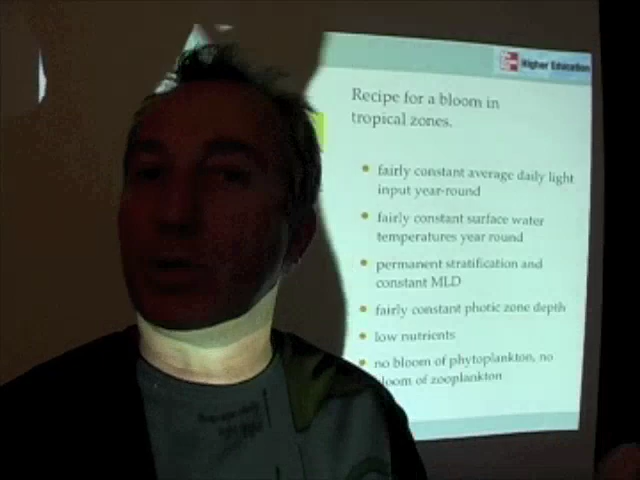 Higher Education
Recipe for a bloom in
tropical zones.
fairly constant average daily light
input year-round
fairly constant surface water
temperatures year round
permanent stratification and
constant MLD
fairly constant photic zone depth
low nutrients
no bloom of phytoplankton, no
bloom of zooplankton